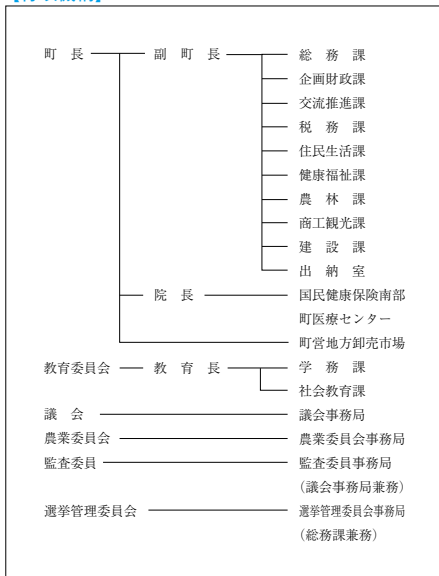 町　長　副　町　長　総　務　課
企画財政課
交流推進課
税　務　課
住民生活課
健康福祉課
農　林　課
商工観光課
建　設　課
出　納　室
院　長　国民健康保険南部
町医療センター
町営地方卸売市場
教育委員会　教　育　長　学　務　課
社会教育課
議　会　議会事務局
農業委員会　農業委員会事務局
監査委員　監査委員事務局
(議会事務局兼務)
選挙管理委員会　選挙管理委員会事務局
(総務課兼務)